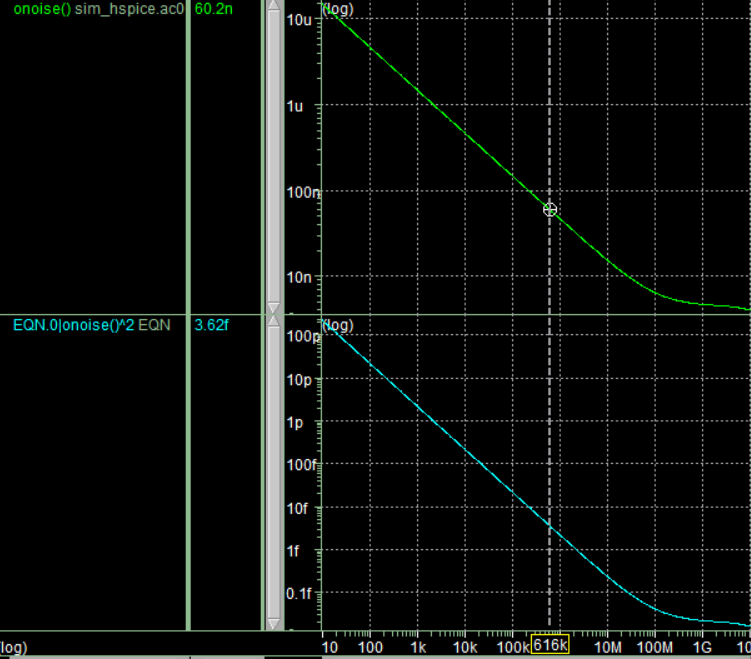 onoise() sim_hspice.ac0 60.2n (log)
10u
1u
100n
10n
EQN.0|onoise()^2 EQN 3.62f (log)
100p
10p
1p
100f
10f
1f
0.1f
(log) 10 100 1k 10k 100k 616k 10M 100M 1G